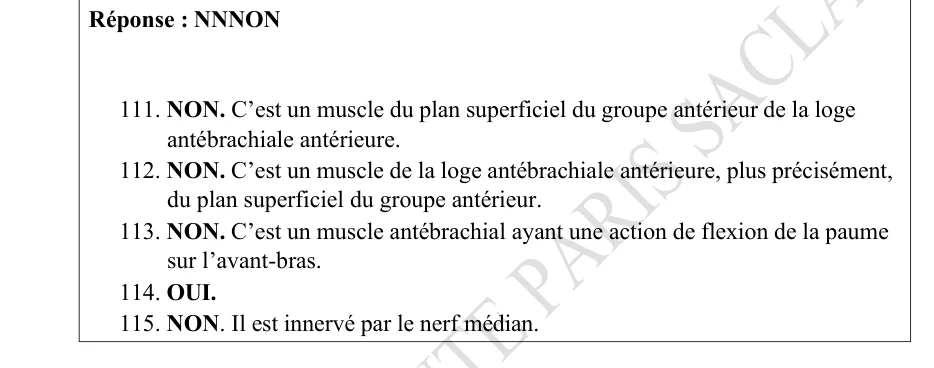 Réponse : NNNON
111. NON. C’est un muscle du plan superficiel du groupe antérieur de la loge
antébrachiale antérieure.
112. NON. C’est un muscle de la loge antébrachiale antérieure, plus précisément,
du plan superficiel du groupe antérieur.
113. NON. C’est un muscle antébrachial ayant une action de flexion de la paume
sur l’avant-bras.
114. OUI.
115. NON. Il est innervé par le nerf médian.
PARIS